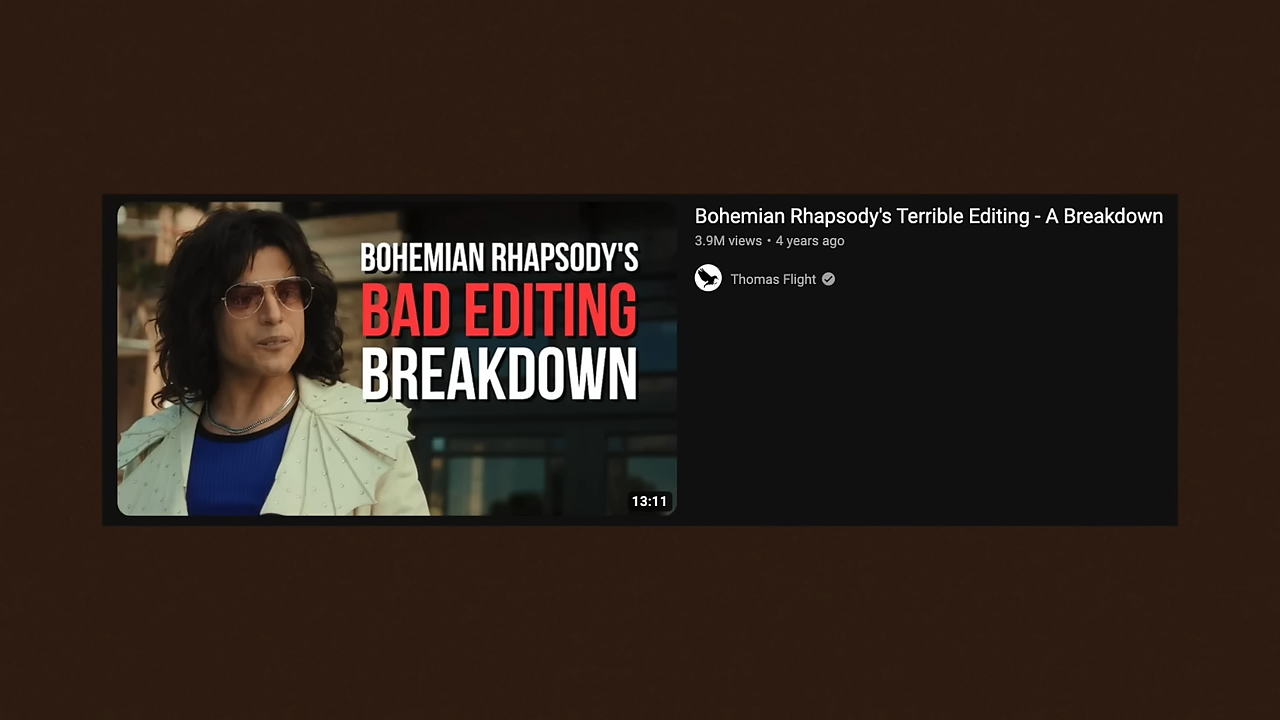 BOHEMIAN RHAPSODY'S
BAD EDITING
BREAKDOWN
13:11
Bohemian Rhapsody's Terrible Editing - A Breakdown
3.9M views • 4 years ago
Thomas Flight